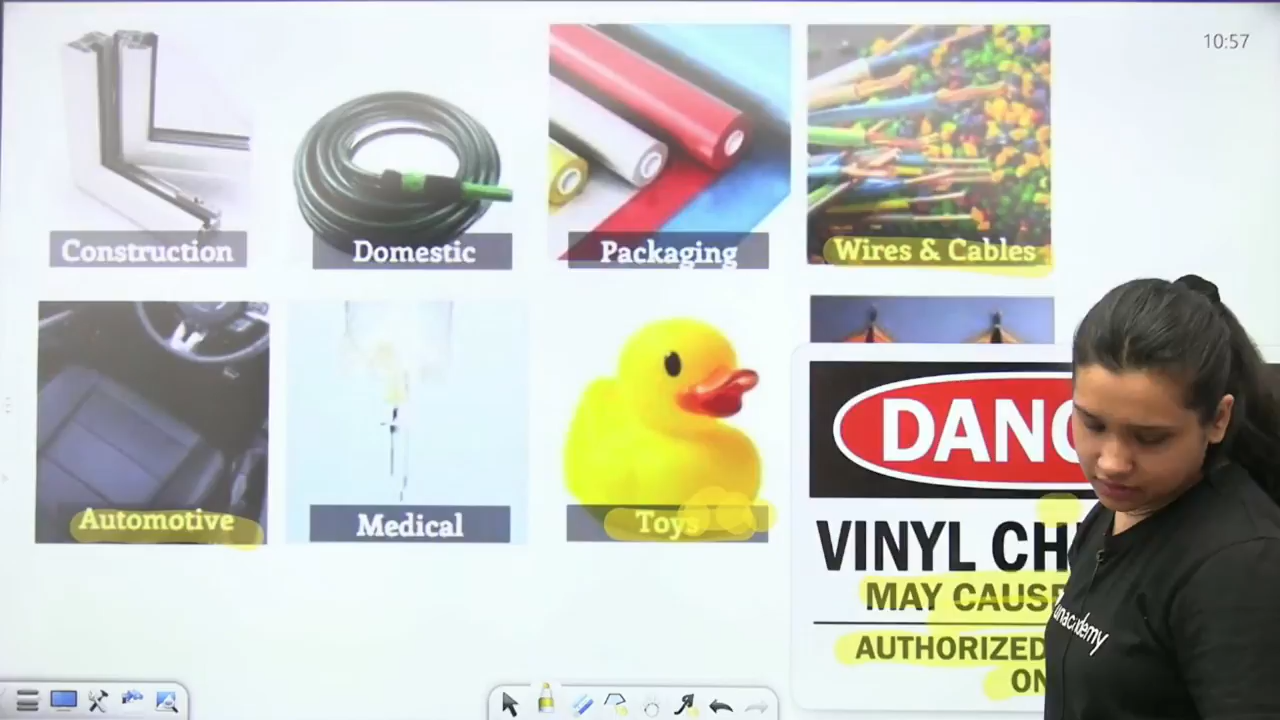 10:57
Construction
Domestic
Packaging
Wires & Cables
Automotive
Medical
Toys
DANG
VINYL CH
MAY CAUSE
AUTHORIZED
ON
unacademy